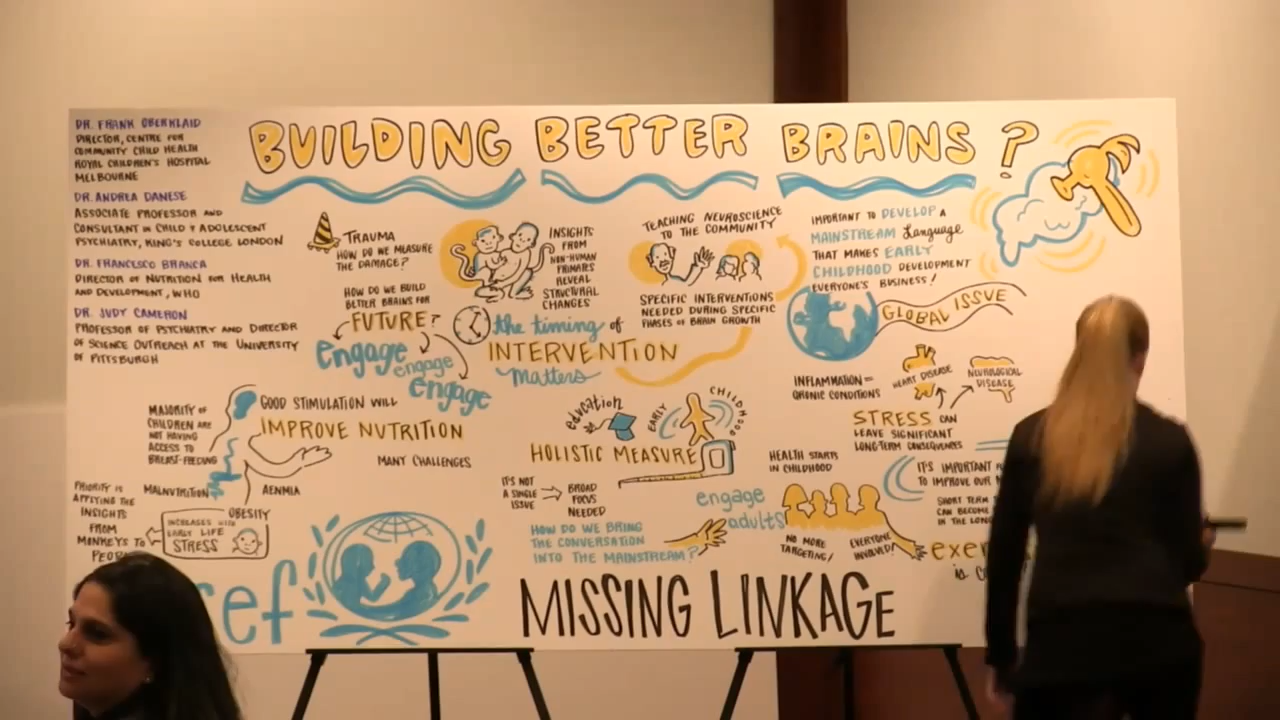 BUILDING BETTER BRAINS?
DR. FRANK OBERKLAID
DIRECTOR, CENTRE FOR
COMMUNITY CHILD HEALTH
ROYAL CHILDREN'S HOSPITAL
MELBOURNE
DR. ANDREA DANESE
ASSOCIATE PROFESSOR AND
CONSULTANT IN CHILD & ADOLESCENT
PSYCHIATRY, KING'S COLLEGE LONDON
DR. FRANCESCO BRANCA
DIRECTOR OF NUTRITION FOR HEALTH
AND DEVELOPMENT, WHO
DR. JUDY CAMERON
PROFESSOR OF PSYCHIATRY AND DIRECTOR
OF SCIENCE OUTREACH AT THE UNIVERSITY
OF PITTSBURGH
TRAUMA
HOW DO WE MEASURE
THE DAMAGE?
HOW DO WE BUILD
BETTER BRAINS FOR
FUTURE?
engage
engage
engage
INSIGHTS
FROM
NON-HUMAN
PRIMARES
REVEAL
STRUCTURAL
CHANGES
the timing of
INTERVENTION
matters
TEACHING NEUROSCIENCE
TO THE COMMUNITY
SPECIFIC INTERVENTIONS
NEEDED DURING SPECIFIC
PHASES OF BRAIN GROWTH
IMPORTANT TO DEVELOP A
MAINSTREAM Language
THAT MAKES EARLY
CHILDHOOD DEVELOPMENT
EVERYONE'S BUSINESS!
GLOBAL ISSUE
MAJORITY OF
CHILDREN ARE
NOT HAVING
ACCESS TO
BREAST-FEEDING
GOOD STIMULATION WILL
IMPROVE NUTRITION
MANY CHALLENGES
MALNUTRITION
AENMIA
OBESITY
PRIORITY IS
APPLYING THE
INSIGHTS
FROM
MONKEYS TO
INCREASES WITH
EARLY LIFE
STRESS
education
EARLY
CHILDHOOD
HOLISTIC MEASURE
IT'S NOT
A SINGLE
ISSUE
BROAD
FOCUS
NEEDED
HOW DO WE BRING
THE CONVERSATION
INTO THE MAINSTREAM?
INFLAMMATION=
CHRONIC CONDITIONS
HEART DISEASE
NEUROLOGICAL
DISEASE
STRESS CAN
LEAVE SIGNIFICANT
LONG-TERM CONSEQUENCES
HEALTH STARTS
IN CHILDHOOD
engage
adults
NO MORE
TARGETING!
EVERYONE
INVOLVED!
IT'S IMPORTANT
TO IMPROVE OUR
SHORT TERM
CAN BECOME
IN THE
is
ef
MISSING LINKAGE